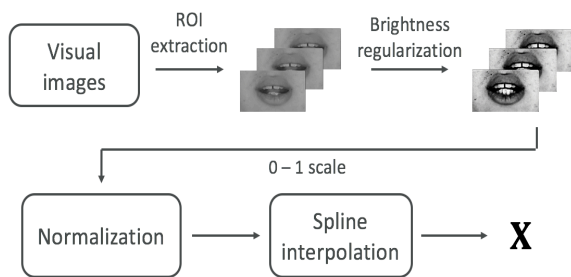 Visual
images
ROI
extraction
Brightness
regularization
0 – 1 scale
Normalization
Spline
interpolation
X